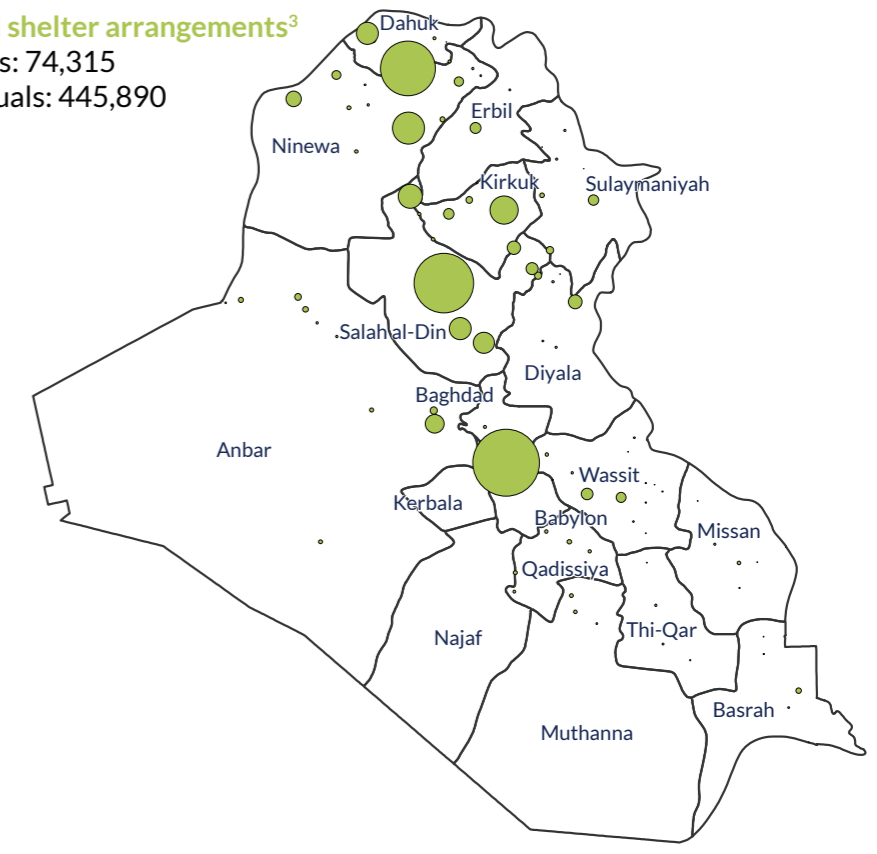 shelter arrangements³
s: 74,315
uals: 445,890
Dahuk
Erbil
Ninewa
Kirkuk
Sulaymaniyah
Salah al-Din
Diyala
Baghdad
Anbar
Wassit
Kerbala
Babylon
Missan
Qadissiya
Najaf
Thi-Qar
Basrah
Muthanna